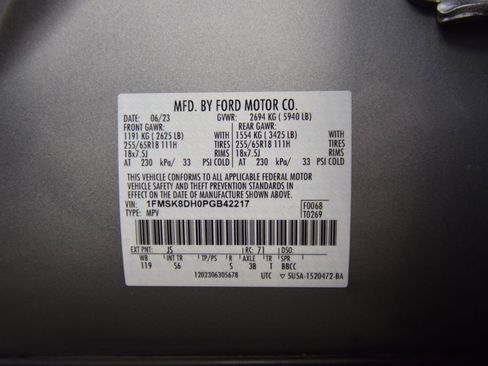 MFD. BY FORD MOTOR CO.
DATE: 06/23 GVWR: 2694 KG ( 5940 LB)
FRONT GAWR: REAR GAWR:
1191 KG ( 2625 LB) WITH 1554 KG ( 3425 LB) WITH
255/65R18 111H TIRES 255/65R18 111H TIRES
18x7.5J RIMS 18x7.5J RIMS
AT 230 kPa/ 33 PSI COLD AT 230 kPa/ 33 PSI COLD
THIS VEHICLE CONFORMS TO ALL APPLICABLE FEDERAL MOTOR
VEHICLE SAFETY AND THEFT PREVENTION STANDARDS IN
EFFECT ON THE DATE OF MANUFACTURE SHOWN ABOVE.
VIN: 1FMSK8DH0PGB42217 F0068
TYPE: MPV T0269
EXT PNT: JS RC: 71 DSO:
WB INT TR TP/PS R AXLE TR SPR
119 S6 S 3B T BBCC
1202306305678 UTC ▽ 5U5A-1520472-BA